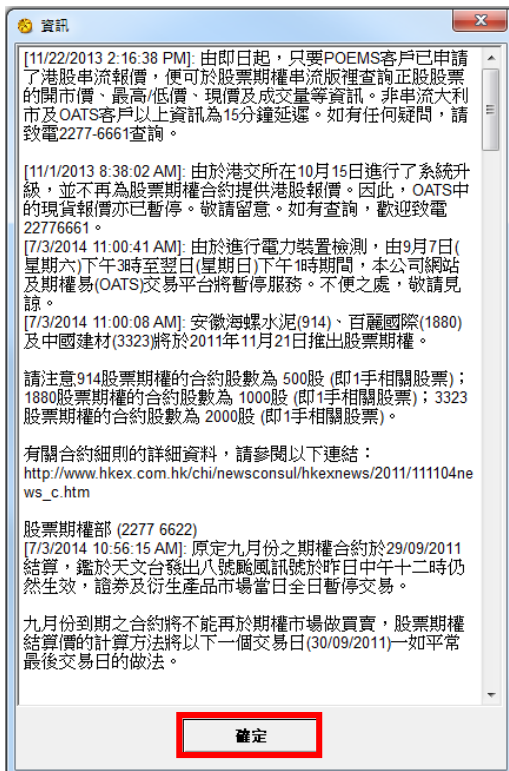 資訊
[11/22/2013 2:16:38 PM]: 由即日起，只要POEMS客戶已申請
了港股串流報價，便可於股票期權串流版裡查詢正股股票
的開市價、最高/低價、現價及成交量等資訊。非串流大利
市及OATS客戶以上資訊為15分鐘延遲。如有任何疑問，請
致電2277-6661查詢。
[11/1/2013 8:38:02 AM]: 由於港交所在10月15日進行了系統升
級，並不再為股票期權合約提供港股報價。因此，OATS中
的現貨報價亦已暫停。敬請留意。如有查詢，歡迎致電
22776661。
[7/3/2014 11:00:41 AM]: 由於進行電力裝置檢測，由9月7日(
星期六)下午3時至翌日(星期日)下午1時期間，本公司網站
及期權易(OATS)交易平台將暫停服務。不便之處，敬請見
諒。
[7/3/2014 11:00:08 AM]: 安徽海螺水泥(914)、百麗國際(1880)
及中國建材(3323)將於2011年11月21日推出股票期權。
請注意914股票期權的合約股數為 500股 (即1手相關股票)；
1880股票期權的合約股數為 1000股 (即1手相關股票)；3323
股票期權的合約股數為 2000股 (即1手相關股票)。
有關合約細則的詳細資料，請參閱以下連結：
http://www.hkex.com.hk/chi/newsconsul/hkexnews/2011/111104ne
ws_c.htm
股票期權部 (2277 6622)
[7/3/2014 10:56:15 AM]: 原定九月份之期權合約於29/09/2011
結算，鑑於天文台發出八號颱風訊號於昨日中午十二時仍
然生效，證券及衍生產品市場當日全日暫停交易。
九月份到期之合約將不能再於期權市場做買賣，股票期權
結算價的計算方法將以下一個交易日(30/09/2011)一如平常
最後交易日的做法。
確定